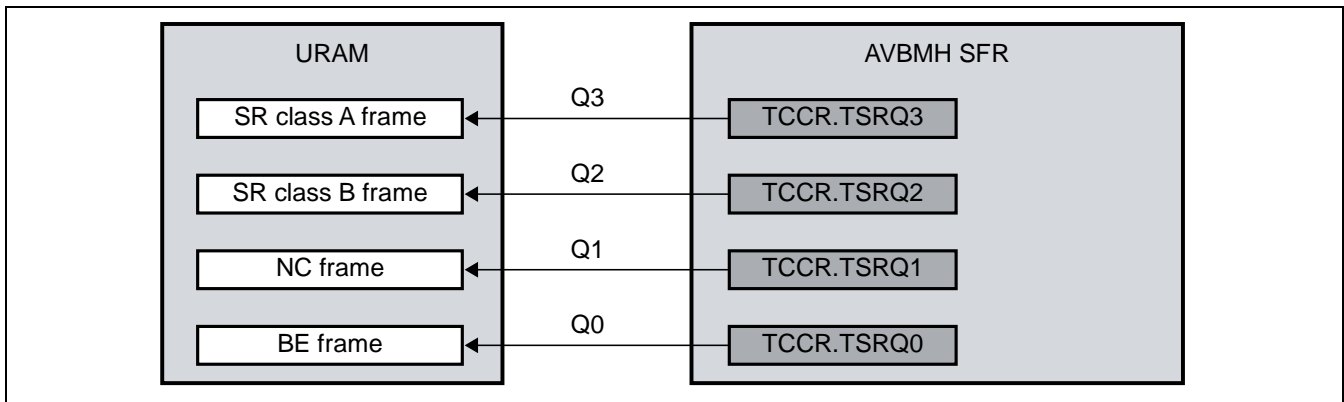 URAM
AVBMH SFR
SR class A frame
Q3
TCCR.TSRQ3
SR class B frame
Q2
TCCR.TSRQ2
NC frame
Q1
TCCR.TSRQ1
BE frame
Q0
TCCR.TSRQ0